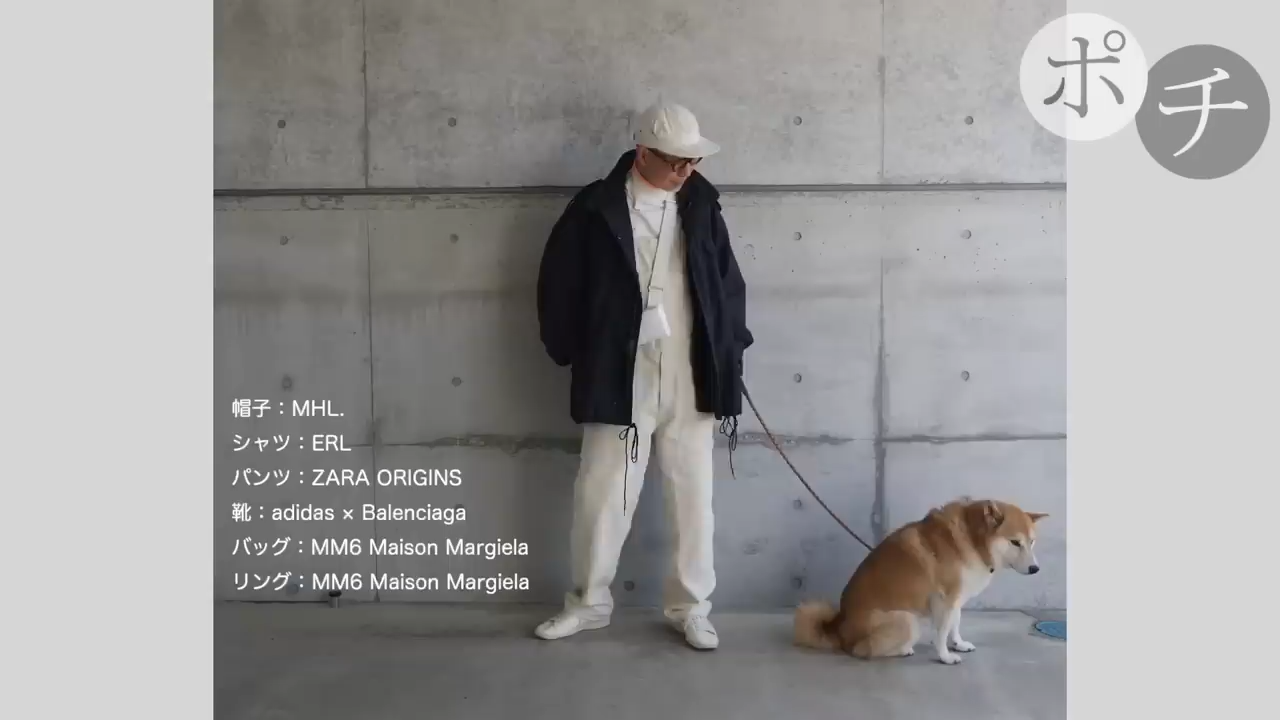 ポチ
帽子：MHL.
シャツ：ERL
パンツ：ZARA ORIGINS
靴：adidas × Balenciaga
バッグ：MM6 Maison Margiela
リング：MM6 Maison Margiela